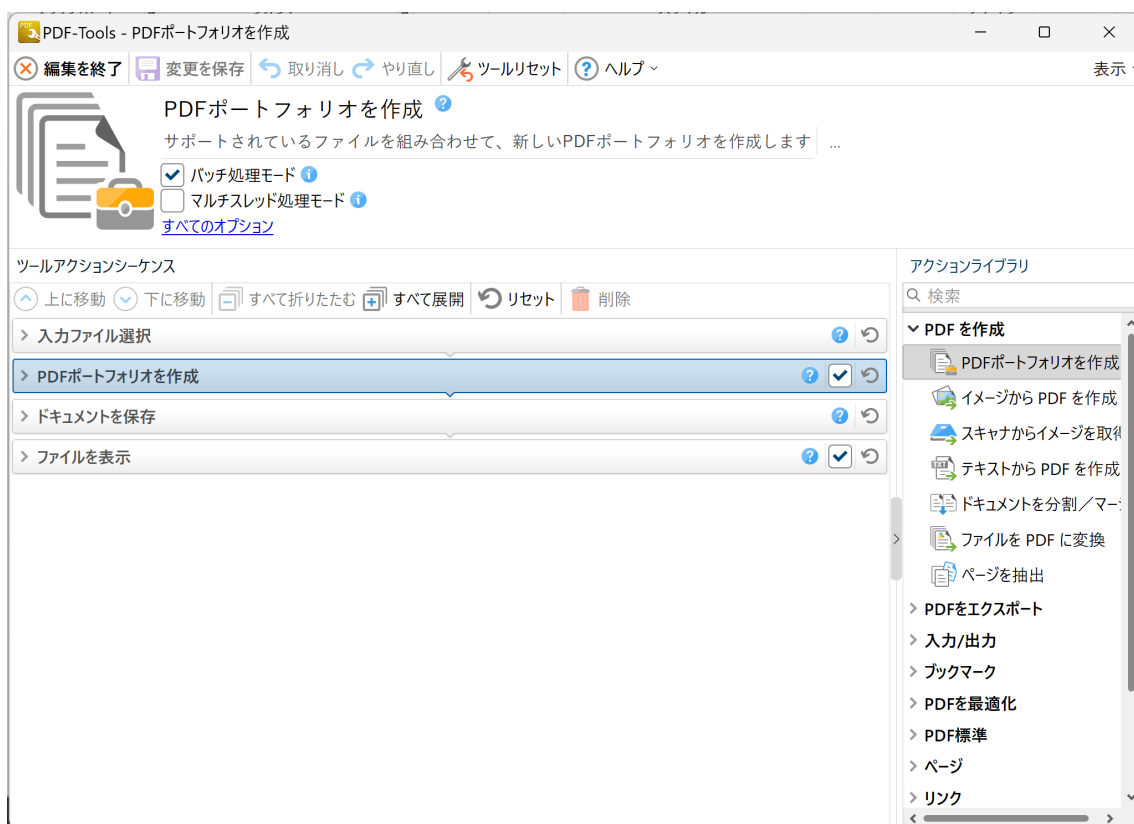 PDF-Tools - PDFポートフォリオを作成
編集を終了 変更を保存 取り消し やり直し ツールリセット ヘルプ 表示
PDFポートフォリオを作成
サポートされているファイルを組み合わせて、新しいPDFポートフォリオを作成します ...
バッチ処理モード
マルチスレッド処理モード
すべてのオプション
ツールアクションシーケンス
上に移動 下に移動 すべて折りたたむ すべて展開 リセット 削除
入力ファイル選択
PDFポートフォリオを作成
ドキュメントを保存
ファイルを表示
アクションライブラリ
検索
PDF を作成
PDFポートフォリオを作成
イメージから PDF を作成
スキャナからイメージを取得
テキストから PDF を作成
ドキュメントを分割／マー
ファイルを PDF に変換
ページを抽出
PDFをエクスポート
入力/出力
ブックマーク
PDFを最適化
PDF標準
ページ
リンク